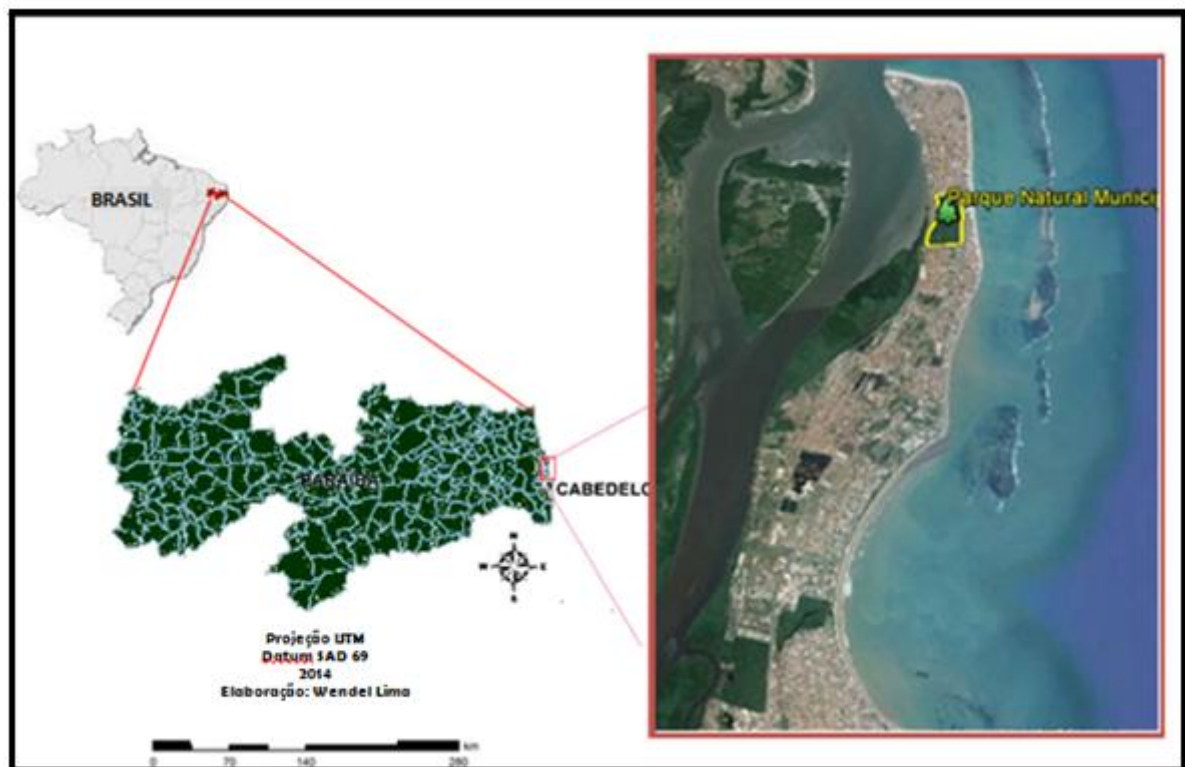 BRASIL
Parque Natural Municip
PARAÍBA
CABEDELO
N
W E
S
Projeção UTM
Datum SAD 69
2014
Elaboração: Wendel Lima
km
0 70 140 280